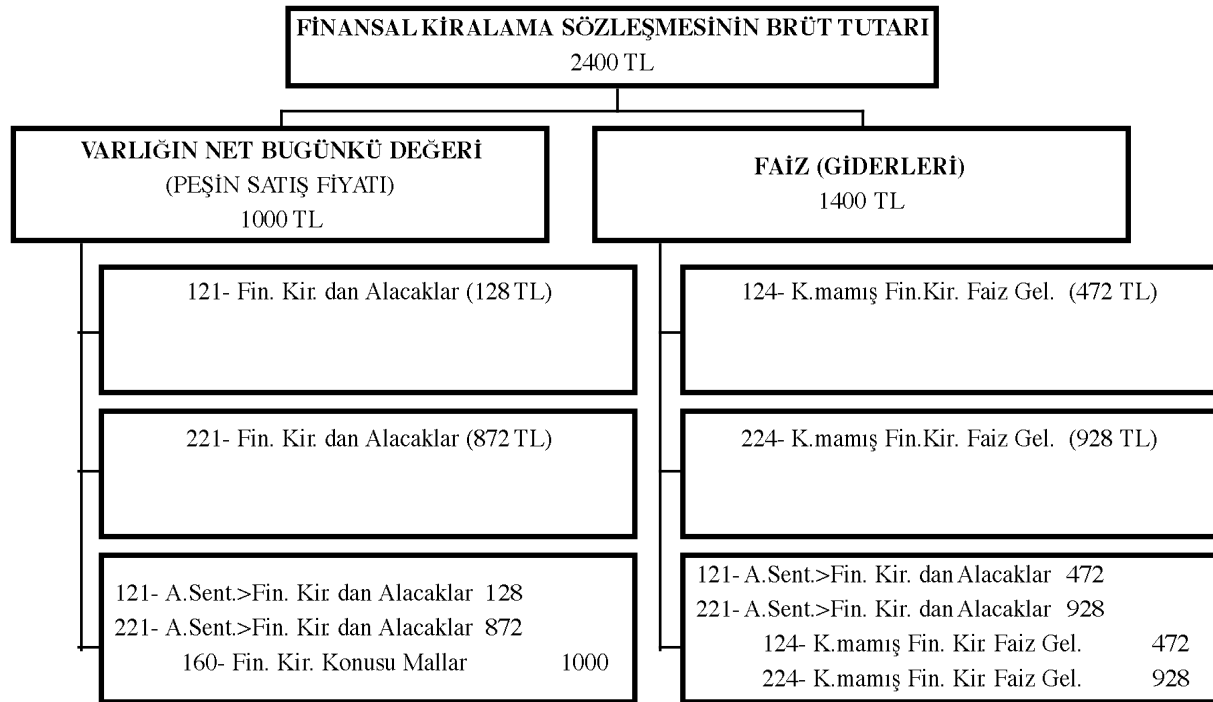 FİNANSAL KİRALAMA SÖZLEŞMESİNİN BRÜT TUTARI
2400 TL
VARLIĞIN NET BUGÜNKÜ DEĞERİ
(PEŞİN SATIŞ FİYATI)
1000 TL
FAİZ (GİDERLERİ)
1400 TL
121- Fin. Kir. dan Alacaklar (128 TL)
124- K.mamış Fin.Kir. Faiz Gel. (472 TL)
221- Fin. Kir. dan Alacaklar (872 TL)
224- K.mamış Fin.Kir. Faiz Gel. (928 TL)
121- A.Sent.>Fin. Kir. dan Alacaklar 128
221- A.Sent.>Fin. Kir. dan Alacaklar 872
160- Fin. Kir. Konusu Mallar 1000
121- A.Sent.>Fin. Kir. dan Alacaklar 472
221- A.Sent.>Fin. Kir. dan Alacaklar 928
124- K.mamış Fin. Kir. Faiz Gel. 472
224- K.mamış Fin. Kir. Faiz Gel. 928